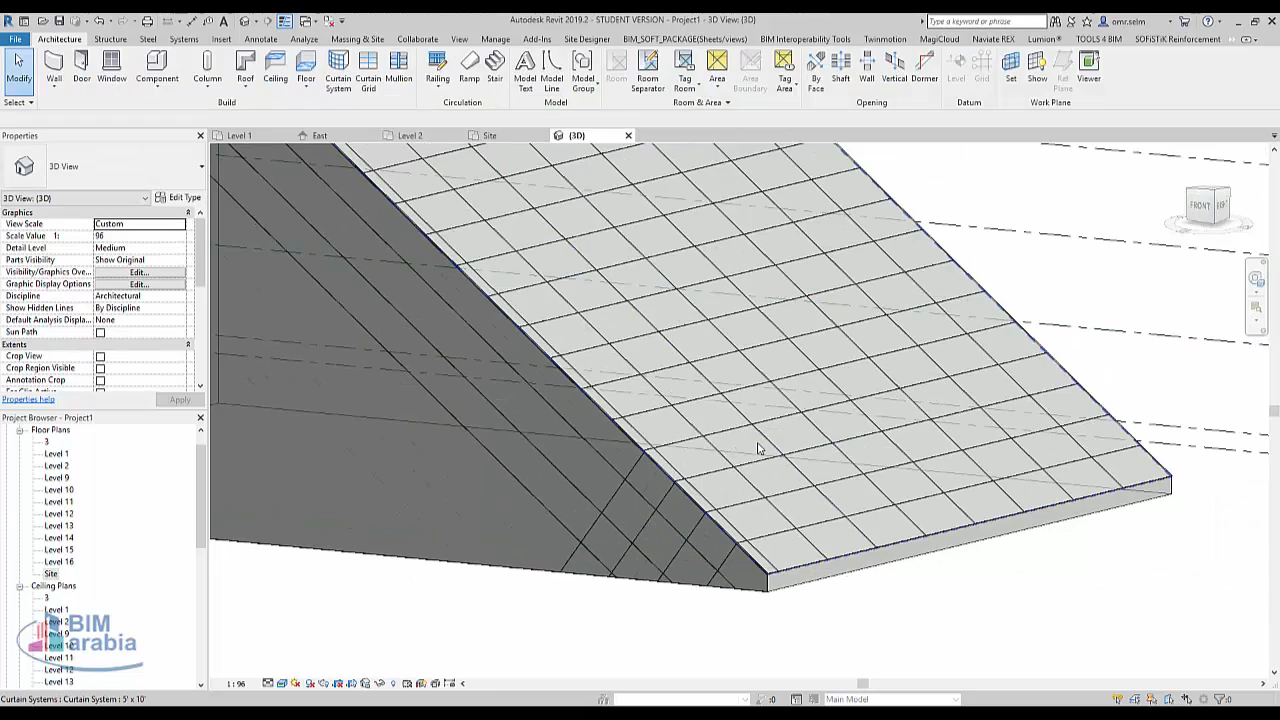 Autodesk Revit 2019.2 - STUDENT VERSION - Project1 - 3D View: {3D}
Type a keyword or phrase
omr.selm
File Architecture Structure Steel Systems Insert Annotate Analyze Massing & Site Collaborate View Manage Add-Ins Site Designer BIM_SOFT_PACKAGE(Sheets/views) BIM Interoperability Tools Twinmotion MagiCloud Naviate REX Lumion® TOOLS 4 BIM SOFiSTiK Reinforcement
Modify Wall Door Window Component Column Roof Ceiling Floor Curtain System Curtain Grid Mullion Railing Ramp Stair Model Text Model Line Model Group Room Room Separator Tag Room Area Area Boundary Tag Area By Face Shaft Wall Vertical Dormer Level Grid Set Show Ref Plane Viewer
Select Build Circulation Model Room & Area Opening Datum Work Plane
Properties
Level 1 East Level 2 Site {3D}
3D View
3D View: {3D} Edit Type
Graphics
View Scale Custom
Scale Value 1: 96
Detail Level Medium
Parts Visibility Show Original
Visibility/Graphics Ove... Edit...
Graphic Display Options Edit...
Discipline Architectural
Show Hidden Lines By Discipline
Default Analysis Displa... None
Sun Path
Extents
Crop View
Crop Region Visible
Annotation Crop
Properties help Apply
Project Browser - Project1
Floor Plans
3
Level 1
Level 2
Level 9
Level 10
Level 11
Level 12
Level 13
Level 14
Level 15
Level 16
Site
Ceiling Plans
3
Level 1
Level 11
Level 12
Level 13
BIM
arabia
FRONT
1 : 96
Curtain Systems : Curtain System : 5' x 10'
:0
Main Model
:0